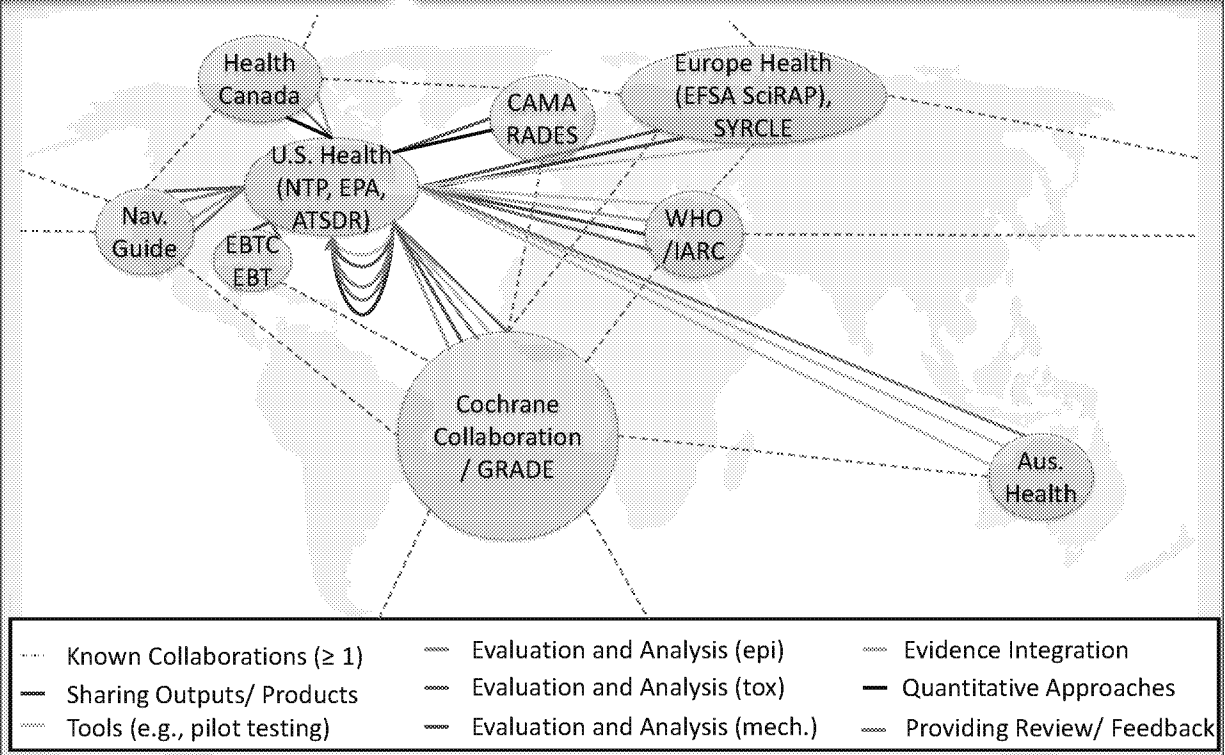 Health
Canada
CAMA
RADES
Europe Health
(EFSA SciRAP),
SYRCLE
U.S. Health
(NTP, EPA,
ATSDR)
Nav.
Guide
EBTC
EBT
WHO
/IARC
Cochrane
Collaboration
/ GRADE
Aus.
Health
Known Collaborations (≥ 1)
Sharing Outputs/ Products
Tools (e.g., pilot testing)
Evaluation and Analysis (epi)
Evaluation and Analysis (tox)
Evaluation and Analysis (mech.)
Evidence Integration
Quantitative Approaches
Providing Review/ Feedback